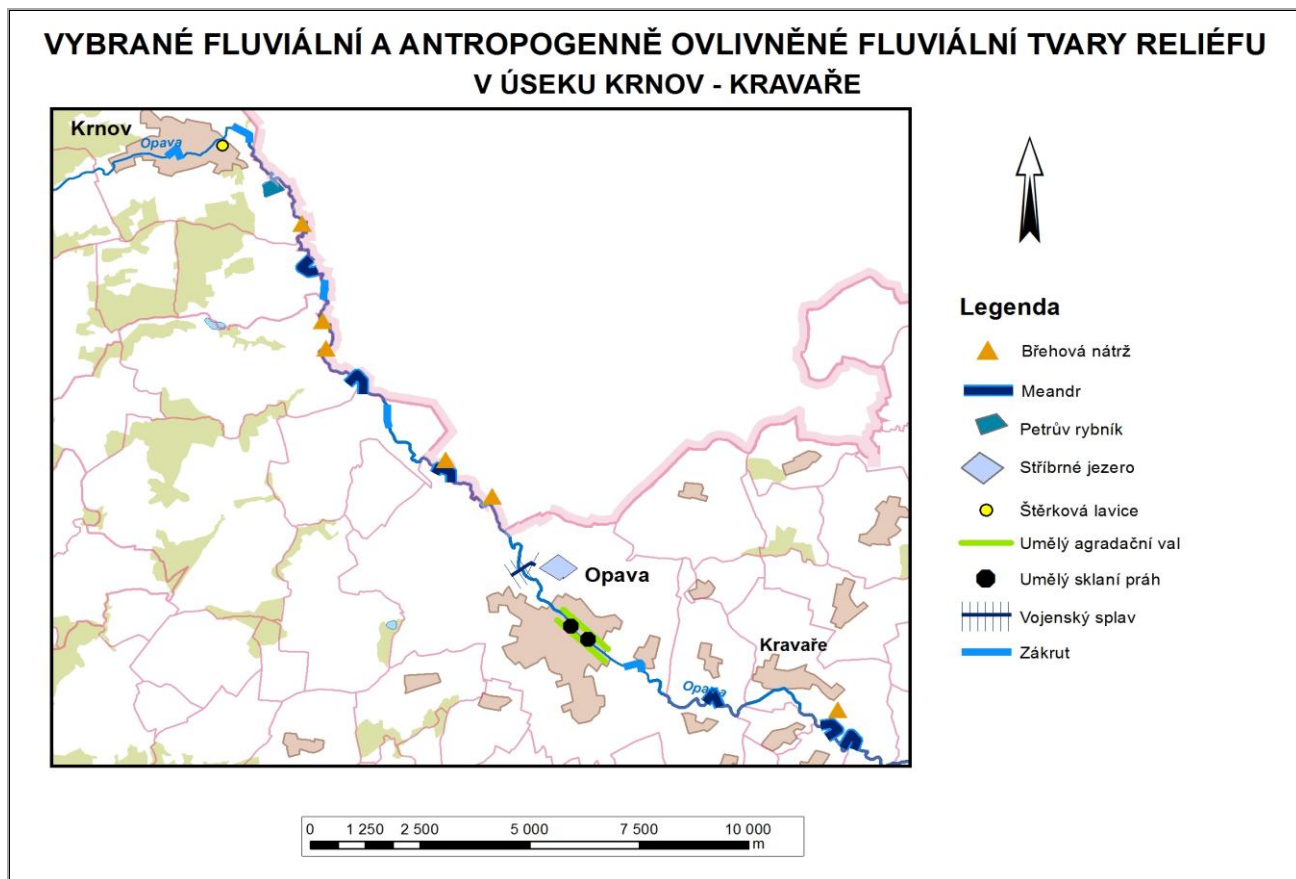 VYBRANÉ FLUVIÁLNÍ A ANTROPOGENNĚ OVLIVNĚNÉ FLUVIÁLNÍ TVARY RELIÉFU
V ÚSEKU KRNOV - KRAVAŘE
Krnov
Opava
Opava
Kravaře
Opava
Legenda
Břehová nátrž
Meandr
Petrův rybník
Stříbrné jezero
Štěrková lavice
Umělý agradační val
Umělý sklaní práh
Vojenský splav
Zákrut
0 1 250 2 500 5 000 7 500 10 000
m